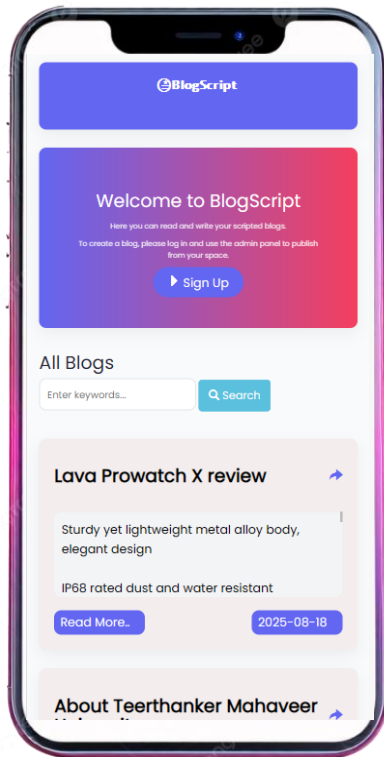 BlogScript
Welcome to BlogScript
Here you can read and write your scripted blogs.
To create a blog, please log in and use the admin panel to publish
from your space.
Sign Up
All Blogs
Enter keywords...
Search
Lava Prowatch X review
Sturdy yet lightweight metal alloy body,
elegant design
IP68 rated dust and water resistant
Read More..
2025-08-18
About Teerthanker Mahaveer